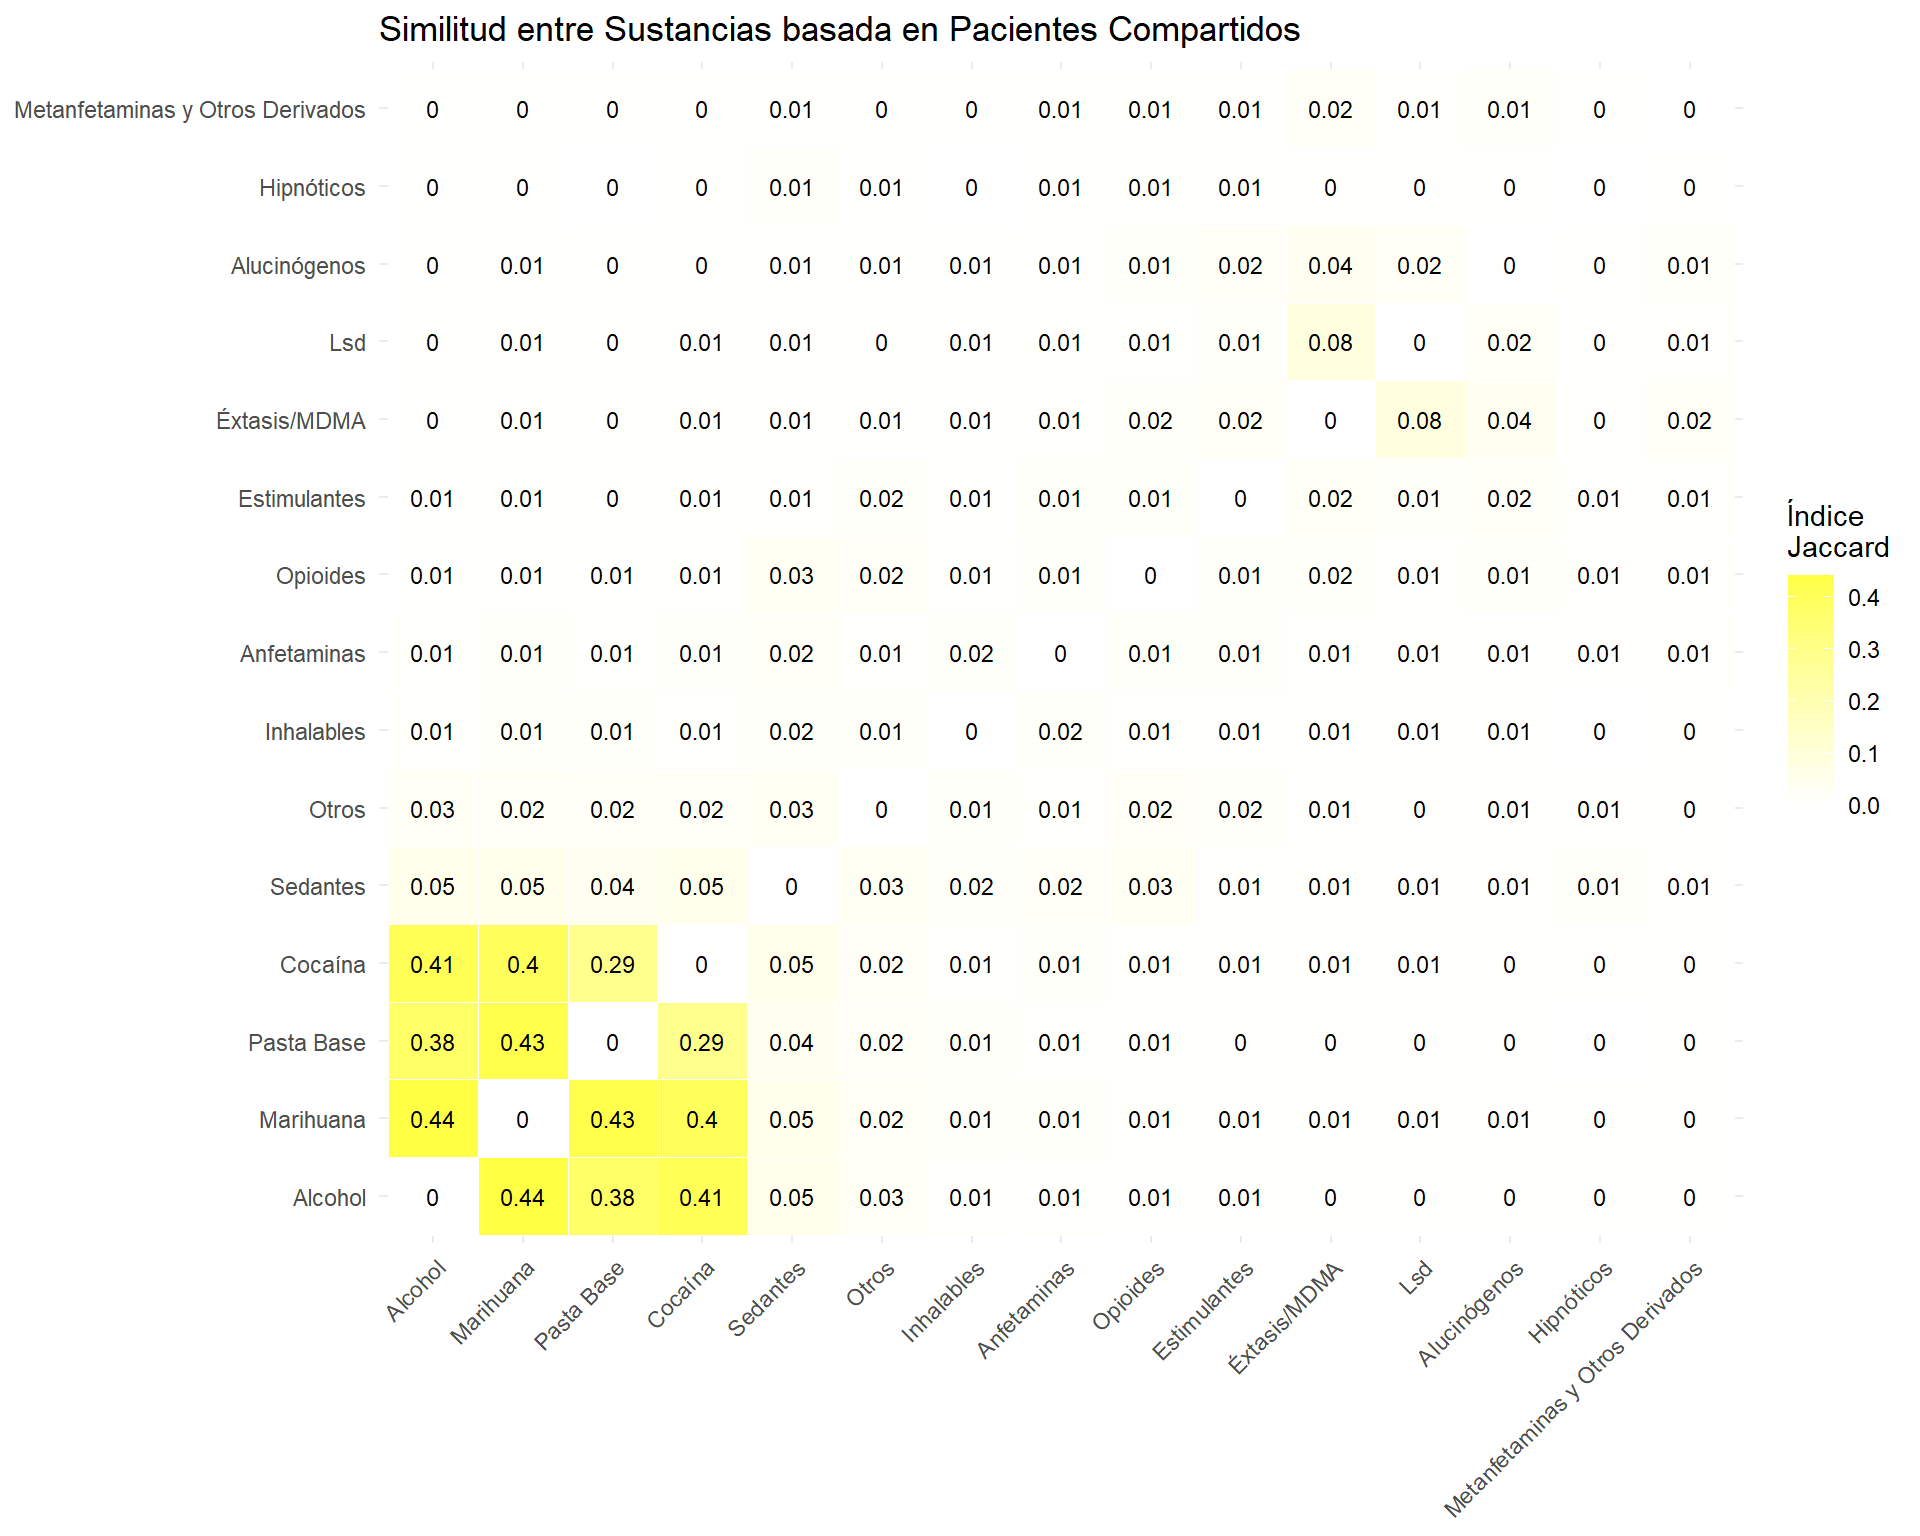 Similitud entre Sustancias basada en Pacientes Compartidos
Metanfetaminas y Otros Derivados 0 0 0 0 0.01 0 0 0.01 0.01 0.01 0.02 0.01 0.01 0 0
Hipnóticos 0 0 0 0 0.01 0.01 0 0.01 0.01 0.01 0 0 0 0 0
Alucinógenos 0 0.01 0 0 0.01 0.01 0.01 0.01 0.01 0.02 0.04 0.02 0 0 0.01
Lsd 0 0.01 0 0.01 0.01 0 0.01 0.01 0.01 0.01 0.08 0 0.02 0 0.01
Éxtasis/MDMA 0 0.01 0 0.01 0.01 0.01 0.01 0.01 0.02 0.02 0 0.08 0.04 0 0.02
Estimulantes 0.01 0.01 0 0.01 0.01 0.02 0.01 0.01 0.01 0 0.02 0.01 0.02 0.01 0.01
Opioides 0.01 0.01 0.01 0.01 0.03 0.02 0.01 0.01 0 0.01 0.02 0.01 0.01 0.01 0.01
Anfetaminas 0.01 0.01 0.01 0.01 0.02 0.01 0.02 0 0.01 0.01 0.01 0.01 0.01 0.01 0.01
Inhalables 0.01 0.01 0.01 0.01 0.02 0.01 0 0.02 0.01 0.01 0.01 0.01 0.01 0 0
Otros 0.03 0.02 0.02 0.02 0.03 0 0.01 0.01 0.02 0.02 0.01 0 0.01 0.01 0
Sedantes 0.05 0.05 0.04 0.05 0 0.03 0.02 0.02 0.03 0.01 0.01 0.01 0.01 0.01 0.01
Cocaína 0.41 0.4 0.29 0 0.05 0.02 0.01 0.01 0.01 0.01 0.01 0.01 0 0 0
Pasta Base 0.38 0.43 0 0.29 0.04 0.02 0.01 0.01 0.01 0 0 0 0 0 0
Marihuana 0.44 0 0.43 0.4 0.05 0.02 0.01 0.01 0.01 0.01 0.01 0.01 0.01 0 0
Alcohol 0 0.44 0.38 0.41 0.05 0.03 0.01 0.01 0.01 0.01 0 0 0 0 0
Alcohol
Marihuana
Pasta Base
Cocaína
Sedantes
Otros
Inhalables
Anfetaminas
Opioides
Estimulantes
Éxtasis/MDMA
Lsd
Alucinógenos
Hipnóticos
Metanfetaminas y Otros Derivados
Índice
Jaccard
0.4
0.3
0.2
0.1
0.0